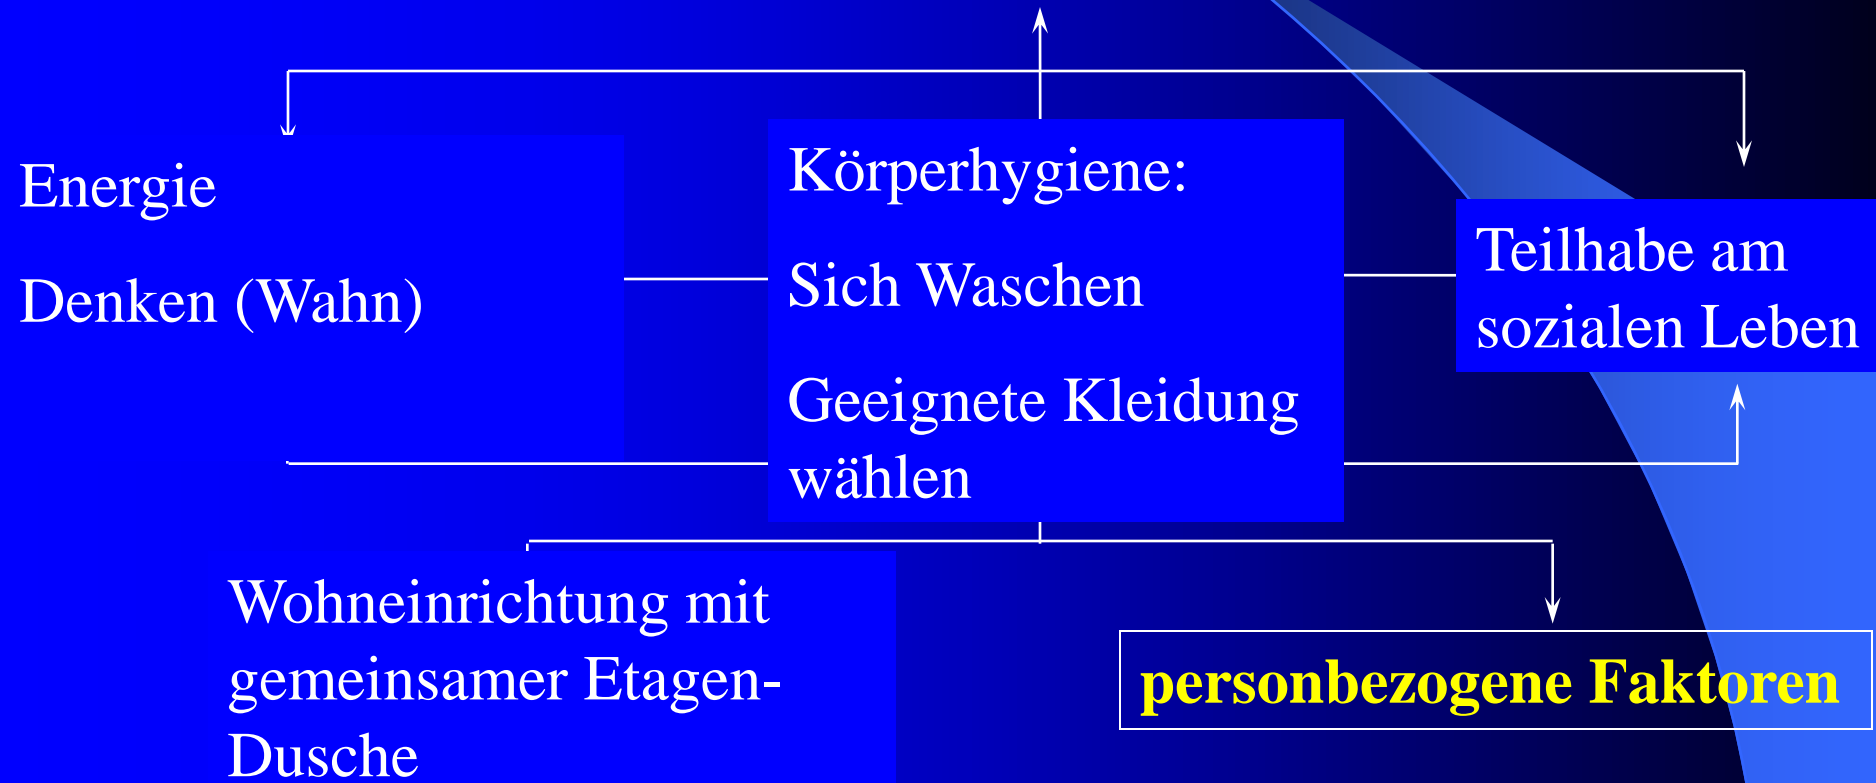 Energie
Denken (Wahn)
Körperhygiene:
Sich Waschen
Geeignete Kleidung
wählen
Teilhabe am
sozialen Leben
Wohneinrichtung mit
gemeinsamer Etagen-
Dusche
personbezogene Faktoren